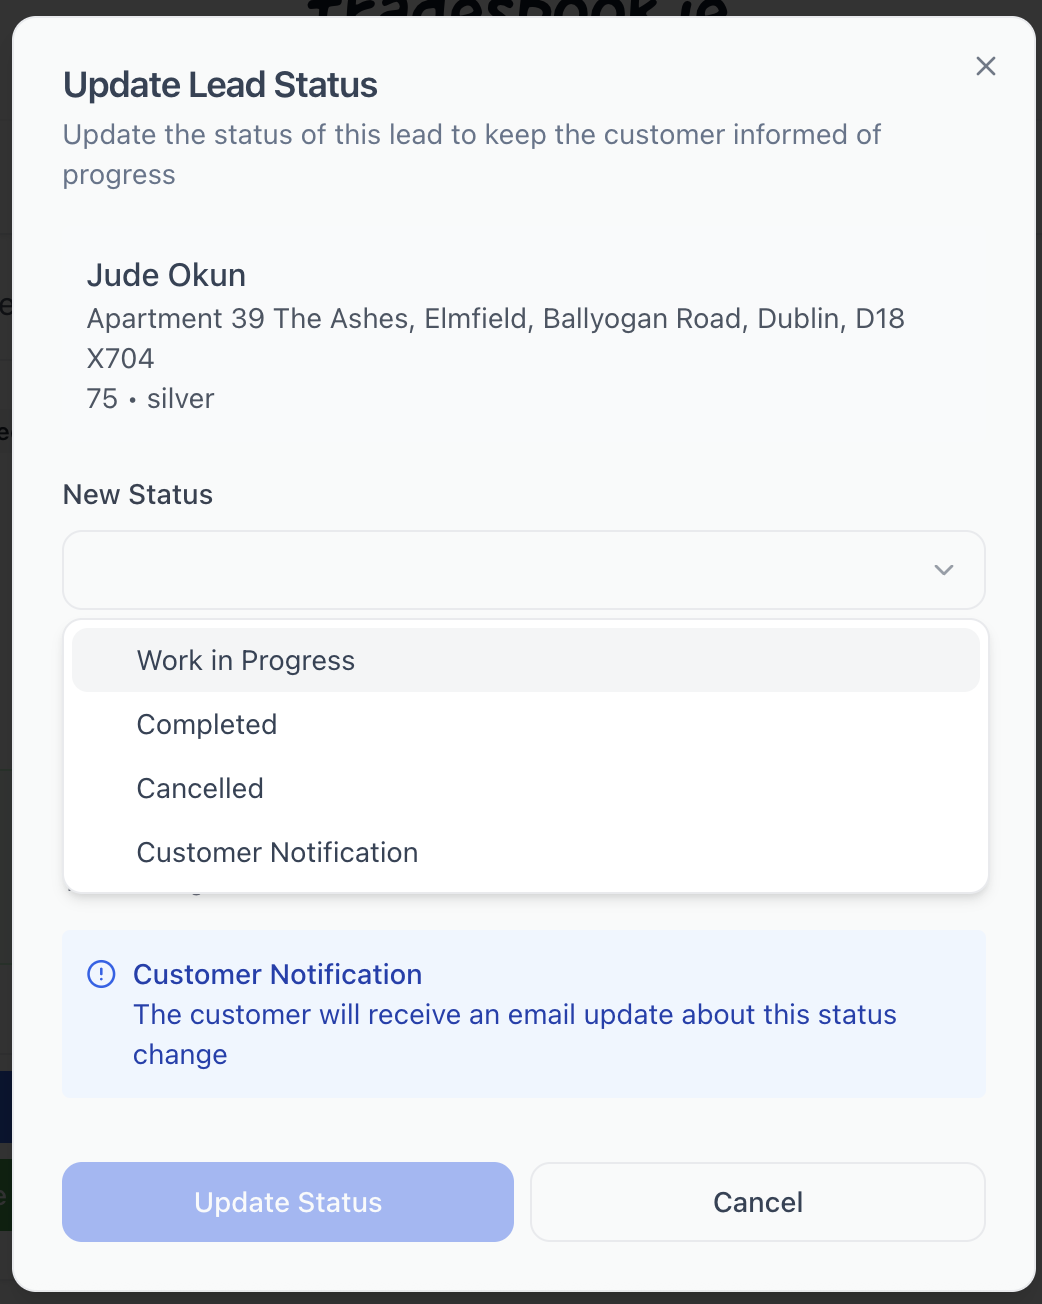 tradesbook.ie
Update Lead Status
Update the status of this lead to keep the customer informed of
progress
Jude Okun
Apartment 39 The Ashes, Elmfield, Ballyogan Road, Dublin, D18
X704
75 • silver
New Status
Work in Progress
Completed
Cancelled
Customer Notification
Customer Notification
The customer will receive an email update about this status
change
Update Status
Cancel